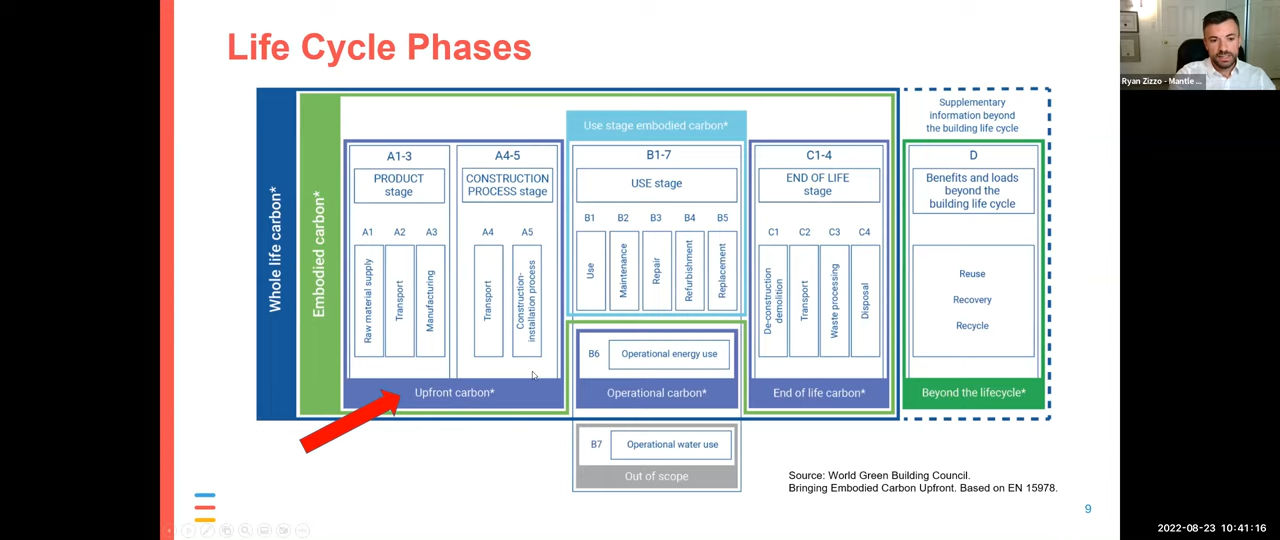 Life Cycle Phases
Ryan Zizzo - Mantle ...
Whole life carbon*
Embodied carbon*
Use stage embodied carbon*
Supplementary
information beyond
the building life cycle
A1-3
PRODUCT
stage
A1
A2
A3
Raw material supply
Transport
Manufacturing
A4-5
CONSTRUCTION
PROCESS stage
A4
A5
Transport
Construction-
installation process
Upfront carbon*
B1-7
USE stage
B1
B2
B3
B4
B5
Use
Maintenance
Repair
Refurbishment
Replacement
B6
Operational energy use
Operational carbon*
B7
Operational water use
Out of scope
C1-4
END OF LIFE
stage
C1
C2
C3
C4
De-construction
demolition
Transport
Waste processing
Disposal
End of life carbon*
D
Benefits and loads
beyond the
building life cycle
Reuse
Recovery
Recycle
Beyond the lifecycle*
Source: World Green Building Council.
Bringing Embodied Carbon Upfront. Based on EN 15978.
9
2022-08-23 10:41:16